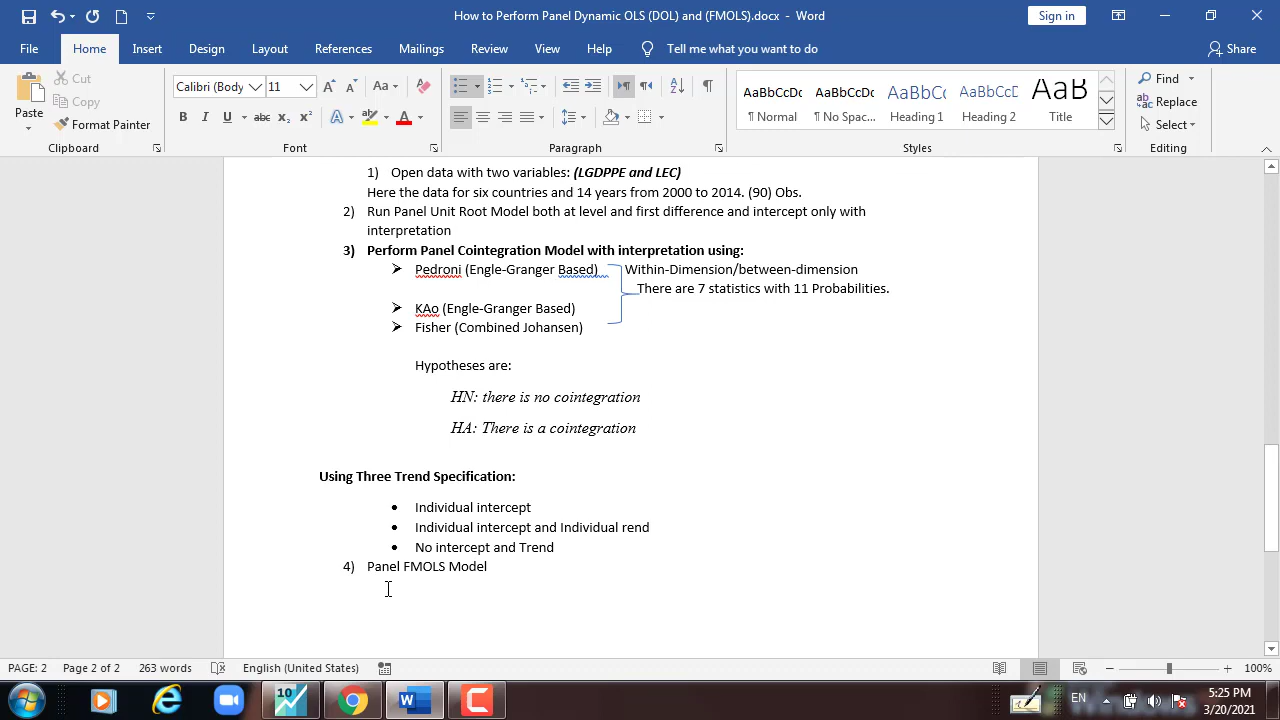 How to Perform Panel Dynamic OLS (DOL) and (FMOLS).docx - Word
Sign in
File Home Insert Design Layout References Mailings Review View Help Tell me what you want to do Share
Paste
Cut
Copy
Format Painter
Clipboard
Calibri (Body 11
Font
Paragraph
AaBbCcDc AaBbCcDc AaBbCc AaBbCcD AaB
¶ Normal ¶ No Spac... Heading 1 Heading 2 Title
Styles
Find
Replace
Select
Editing
1) Open data with two variables: (LGDPPE and LEC)
Here the data for six countries and 14 years from 2000 to 2014. (90) Obs.
2) Run Panel Unit Root Model both at level and first difference and intercept only with
interpretation
3) Perform Panel Cointegration Model with interpretation using:
➢ Pedroni (Engle-Granger Based) Within-Dimension/between-dimension
There are 7 statistics with 11 Probabilities.
➢ KAo (Engle-Granger Based)
➢ Fisher (Combined Johansen)
Hypotheses are:
HN: there is no cointegration
HA: There is a cointegration
Using Three Trend Specification:
• Individual intercept
• Individual intercept and Individual rend
• No intercept and Trend
4) Panel FMOLS Model
PAGE: 2 Page 2 of 2 263 words English (United States) 100%
10
EN
5:25 PM
3/20/2021